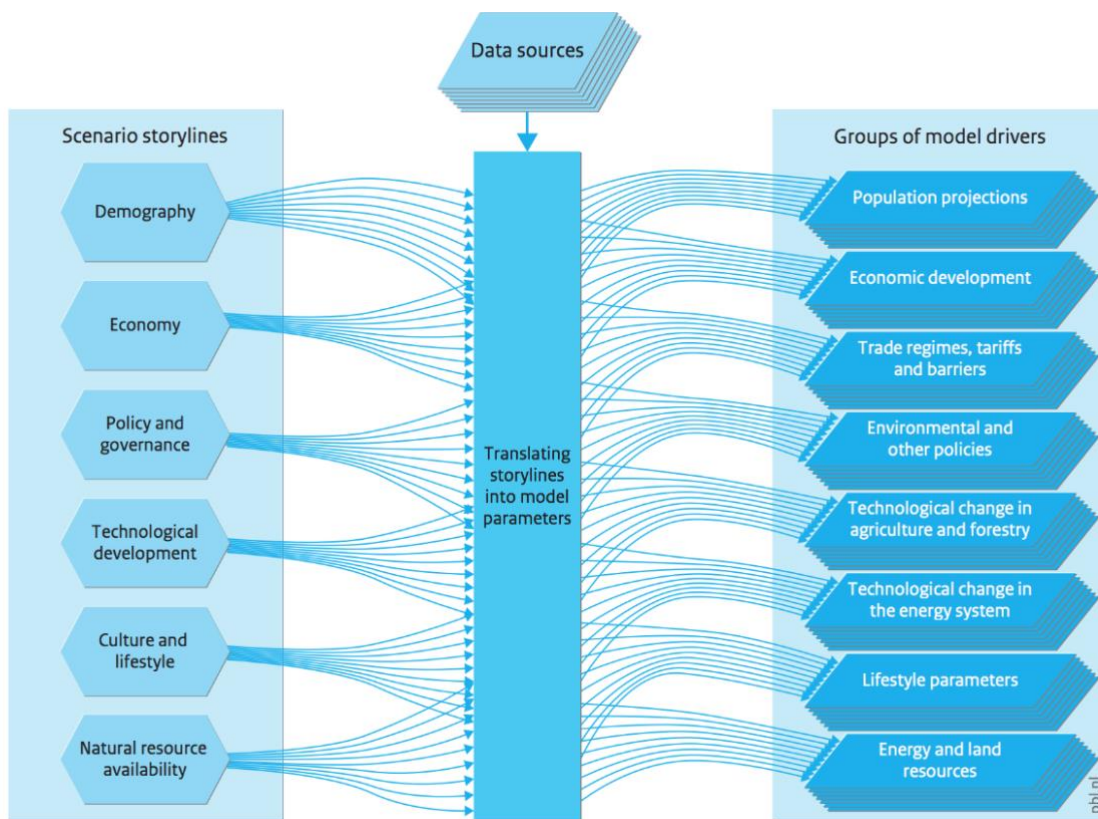 Data sources
Scenario storylines
Demography
Economy
Policy and
governance
Technological
development
Culture and
lifestyle
Natural resource
availability
Translating
storylines
into model
parameters
Groups of model drivers
Population projections
Economic development
Trade regimes, tariffs
and barriers
Environmental and
other policies
Technological change in
agriculture and forestry
Technological change in
the energy system
Lifestyle parameters
Energy and land
resources
pbl.nl